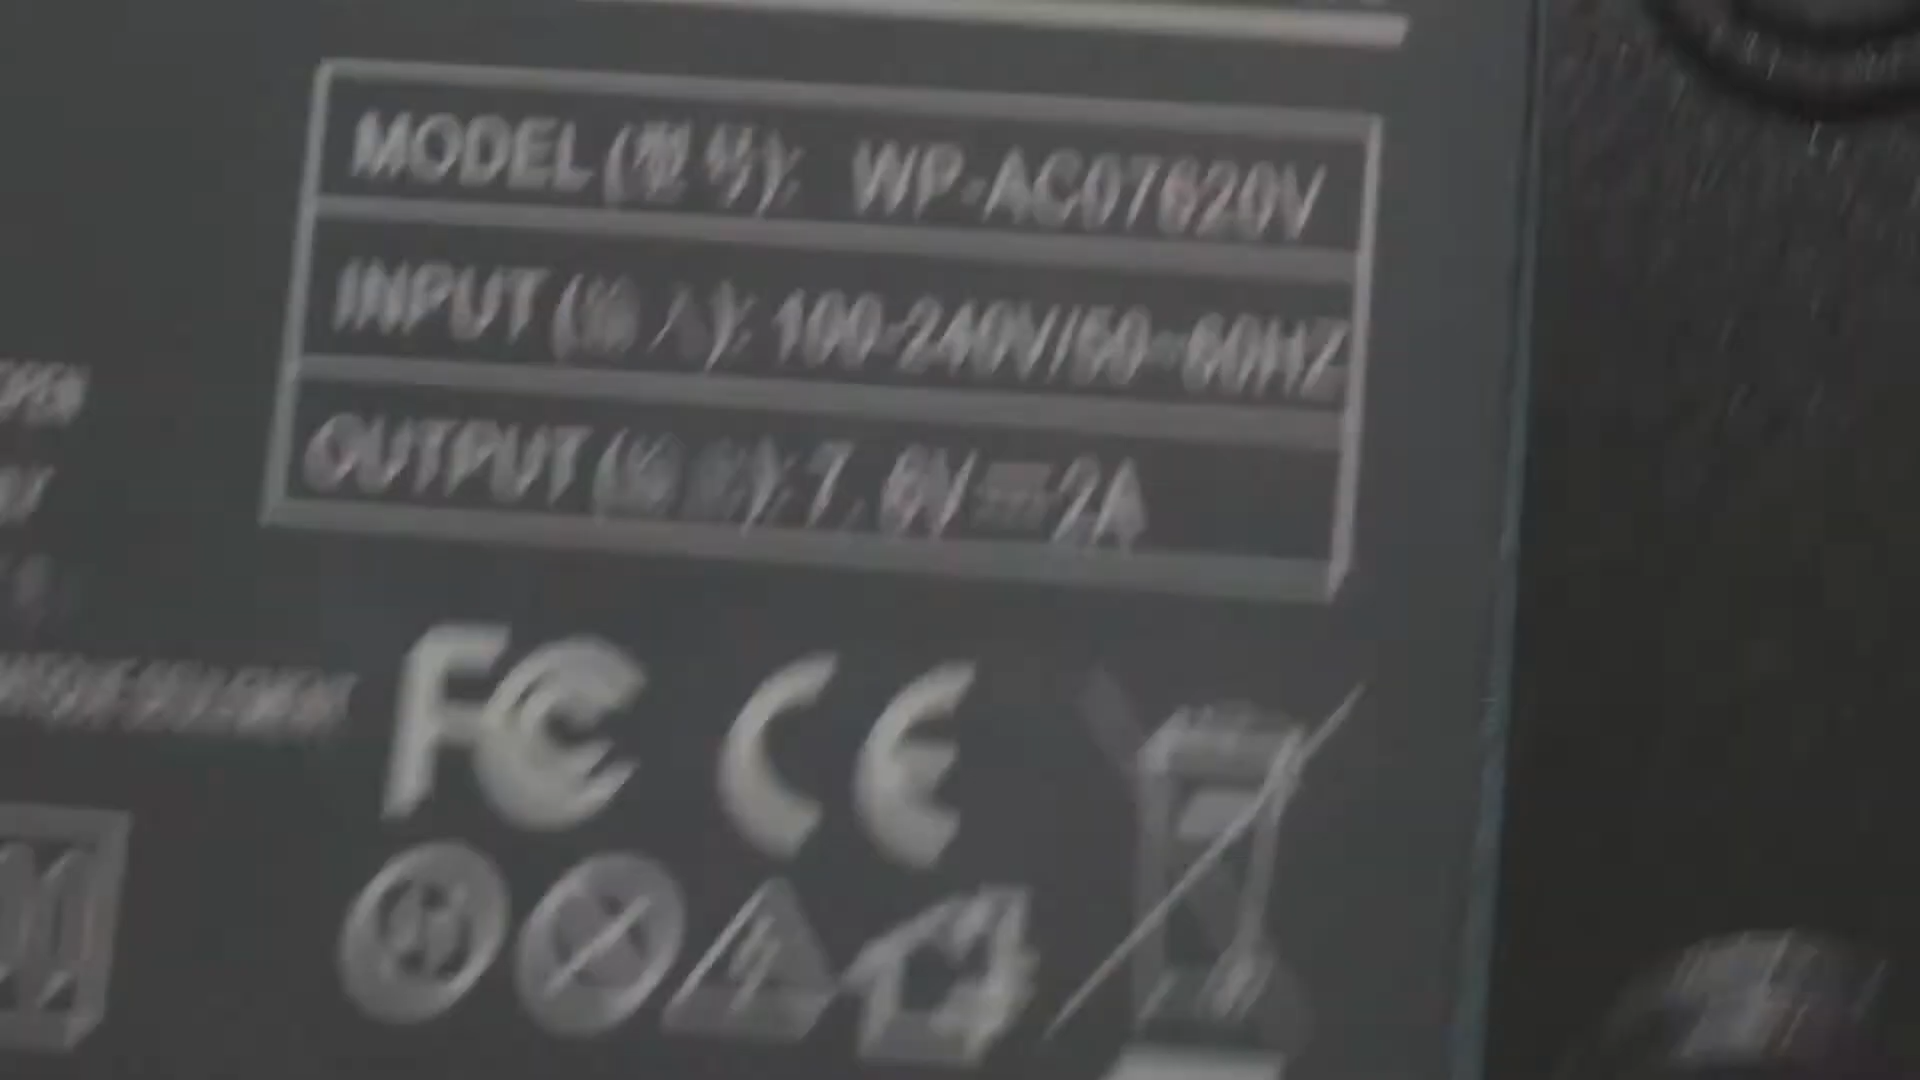 MODEL(型号): WP-AC07620V
INPUT(输入): 100-240V/50~60HZ
OUTPUT(输出):7.6V⎓2A
OPEN
FC CE